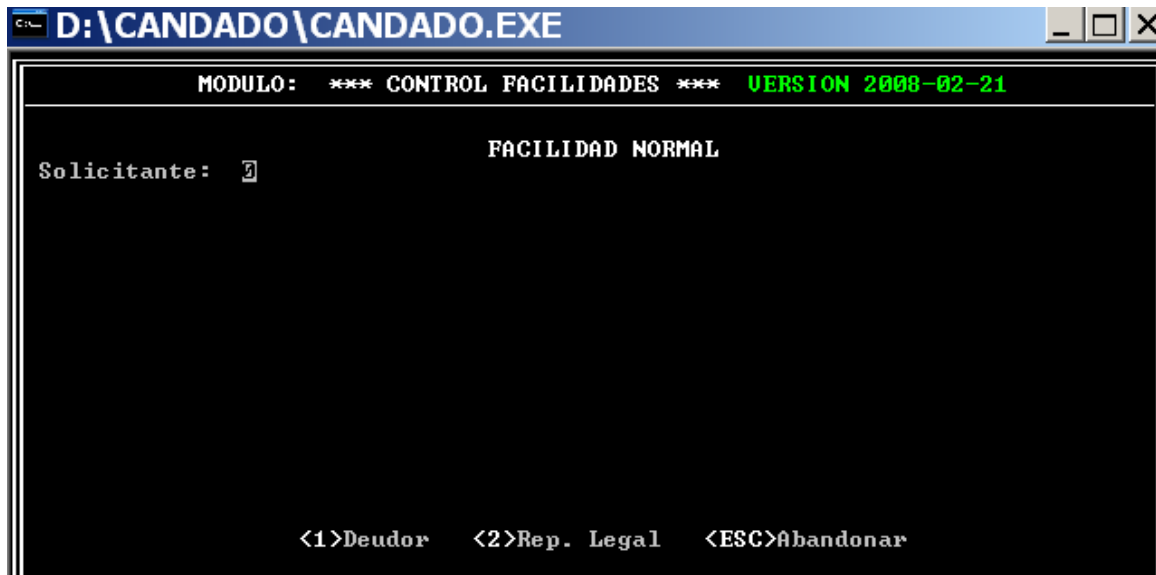 D:\CANDADO\CANDADO.EXE
MODULO: *** CONTROL FACILIDADES *** VERSION 2008-02-21
FACILIDAD NORMAL
Solicitante: 0
<1>Deudor <2>Rep. Legal <ESC>Abandonar